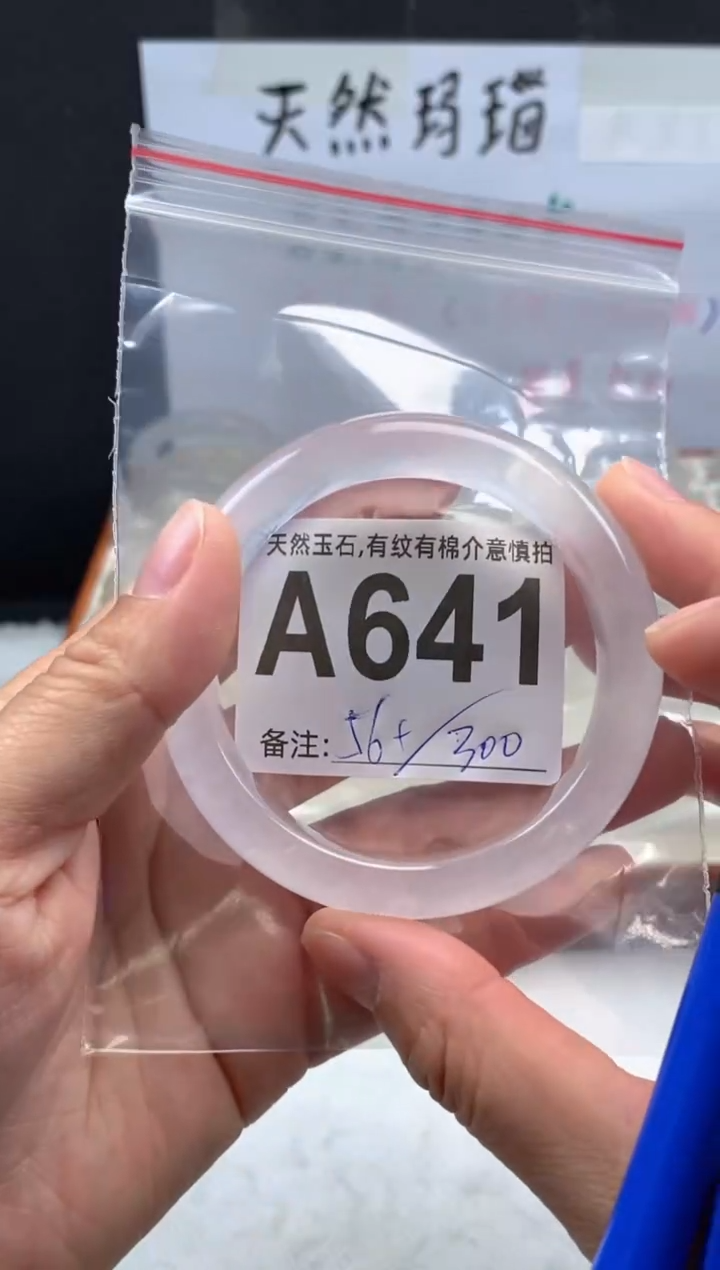 天然玛瑙
天然玉石,有纹有棉介意慎拍
A641
备注: 56+/300